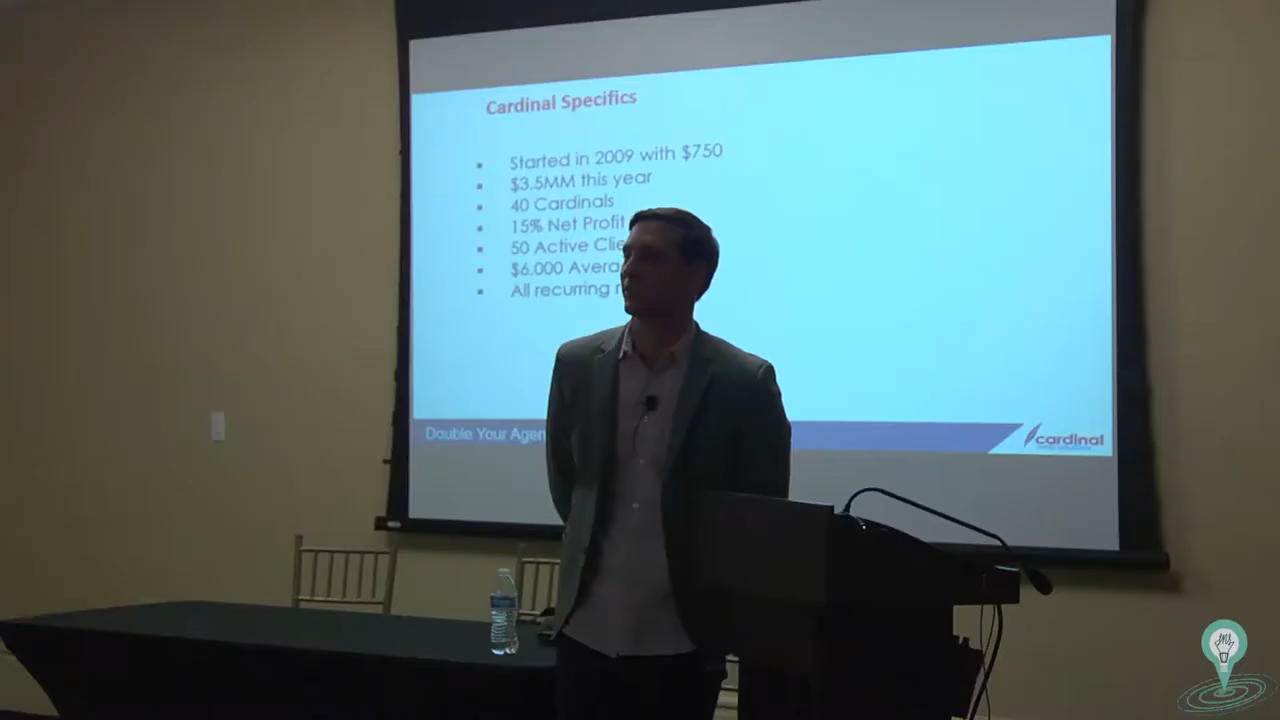 Cardinal Specifics
Started in 2009 with $750
$3.5MM this year
40 Cardinals
15% Net Profit
50 Active Clie
$6,000 Avera
All recurring r
Double Your Agen
cardinal